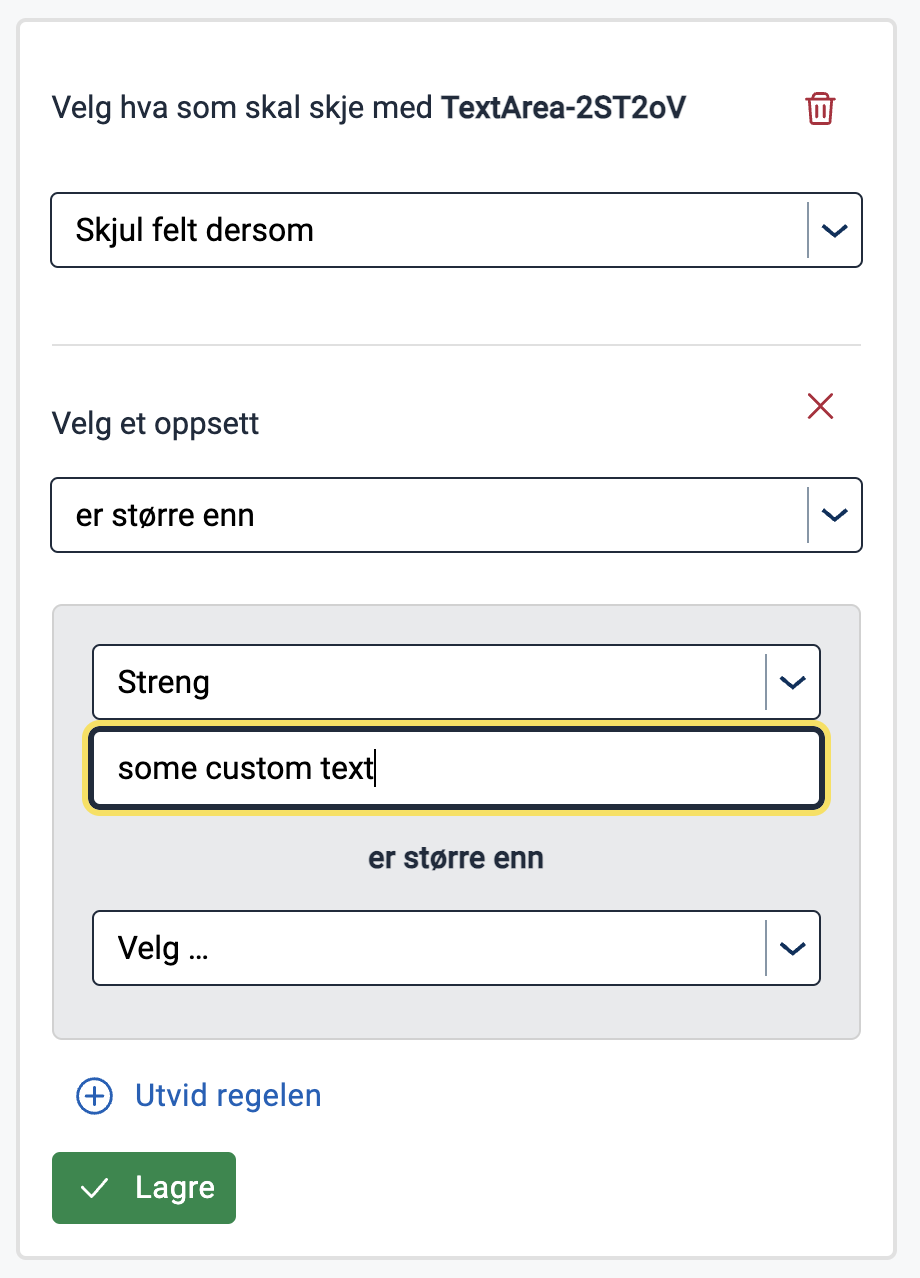 Velg hva som skal skje med TextArea-2ST2oV
Skjul felt dersom
Velg et oppsett
er større enn
Streng
some custom text
er større enn
Velg ...
Utvid regelen
Lagre